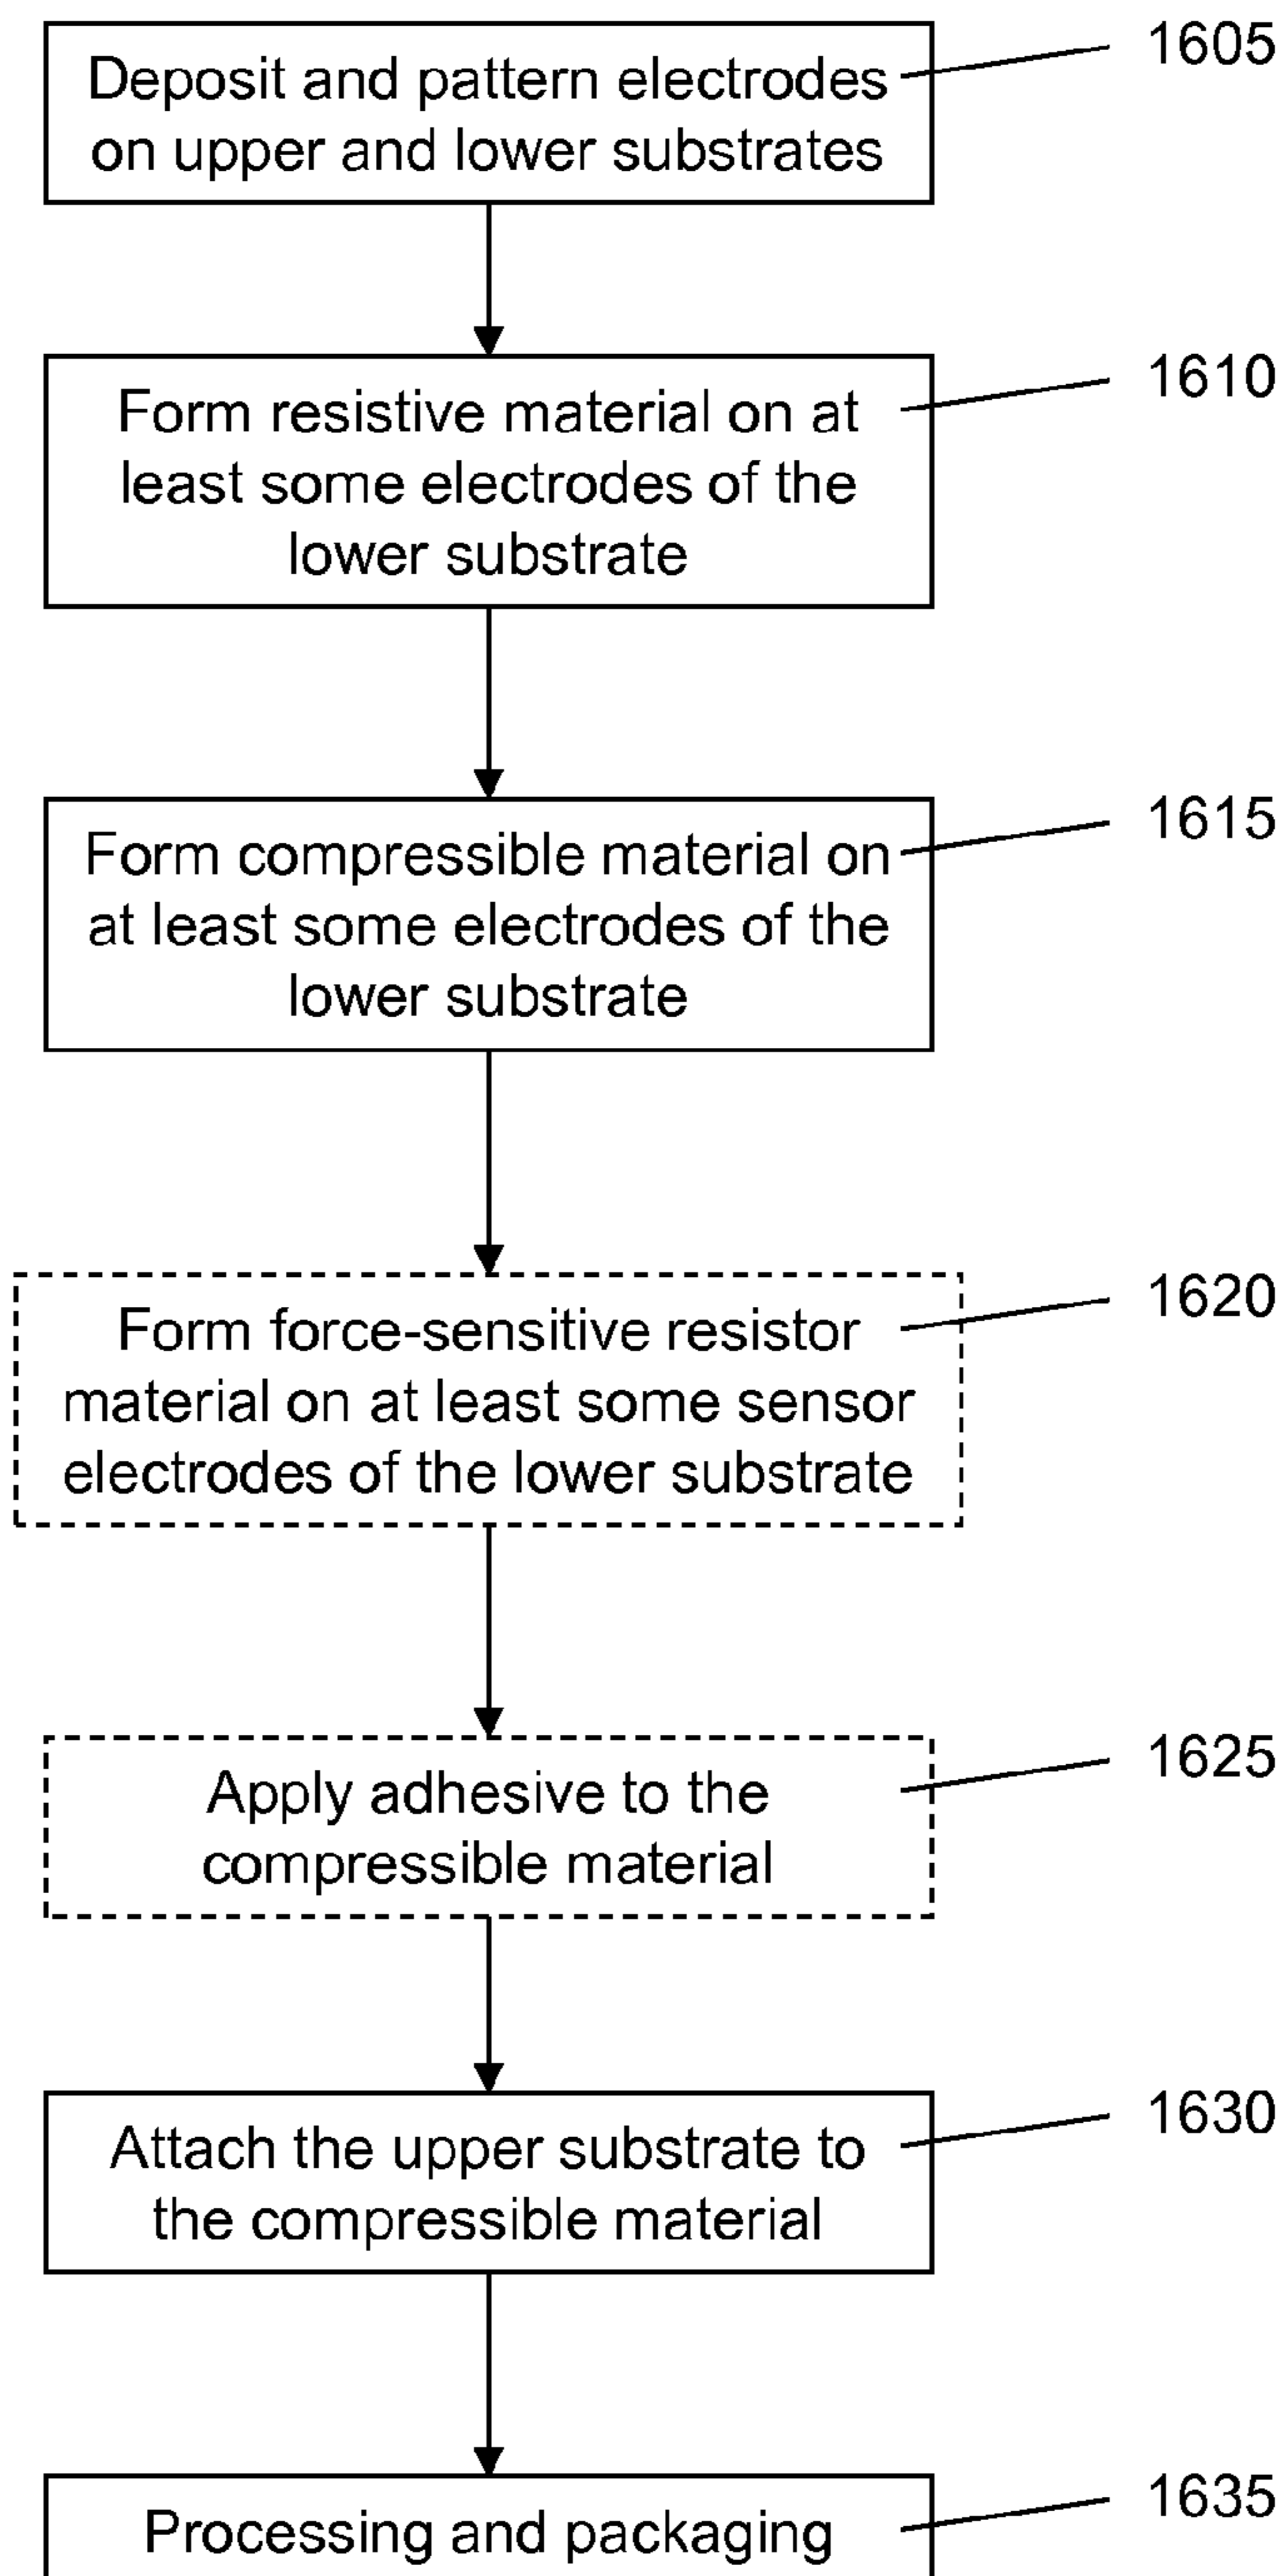 Deposit and pattern electrodes
on upper and lower substrates
1605
Form resistive material on at
least some electrodes of the
lower substrate
1610
Form compressible material on
at least some electrodes of the
lower substrate
1615
Form force-sensitive resistor
material on at least some sensor
electrodes of the lower substrate
1620
Apply adhesive to the
compressible material
1625
Attach the upper substrate to
the compressible material
1630
Processing and packaging
1635